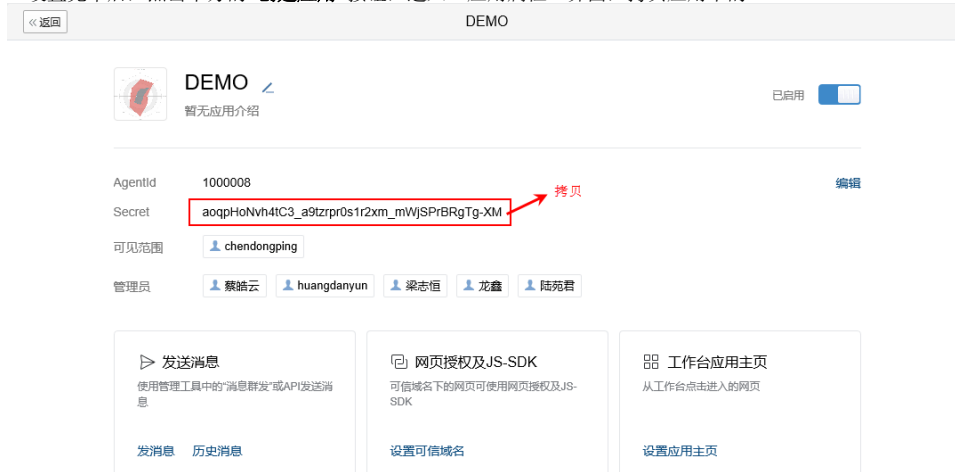 《返回
DEMO
DEMO
暂无应用介绍
已启用
AgentId 1000008 编辑
拷贝
Secret aoqpHoNvh4tC3_a9tzrpr0s1r2xm_mWjSPrBRgTg-XM
可见范围 chendongping
管理员 蔡皓云 huangdanyun 梁志恒 龙鑫 陆苑君
发送消息 网页授权及JS-SDK 工作台应用主页
使用管理工具中的“消息群发”或API发送消 可信域名下的网页可使用网页授权及JS- 从工作台点击进入的网页
息 SDK
发消息 历史消息 设置可信域名 设置应用主页